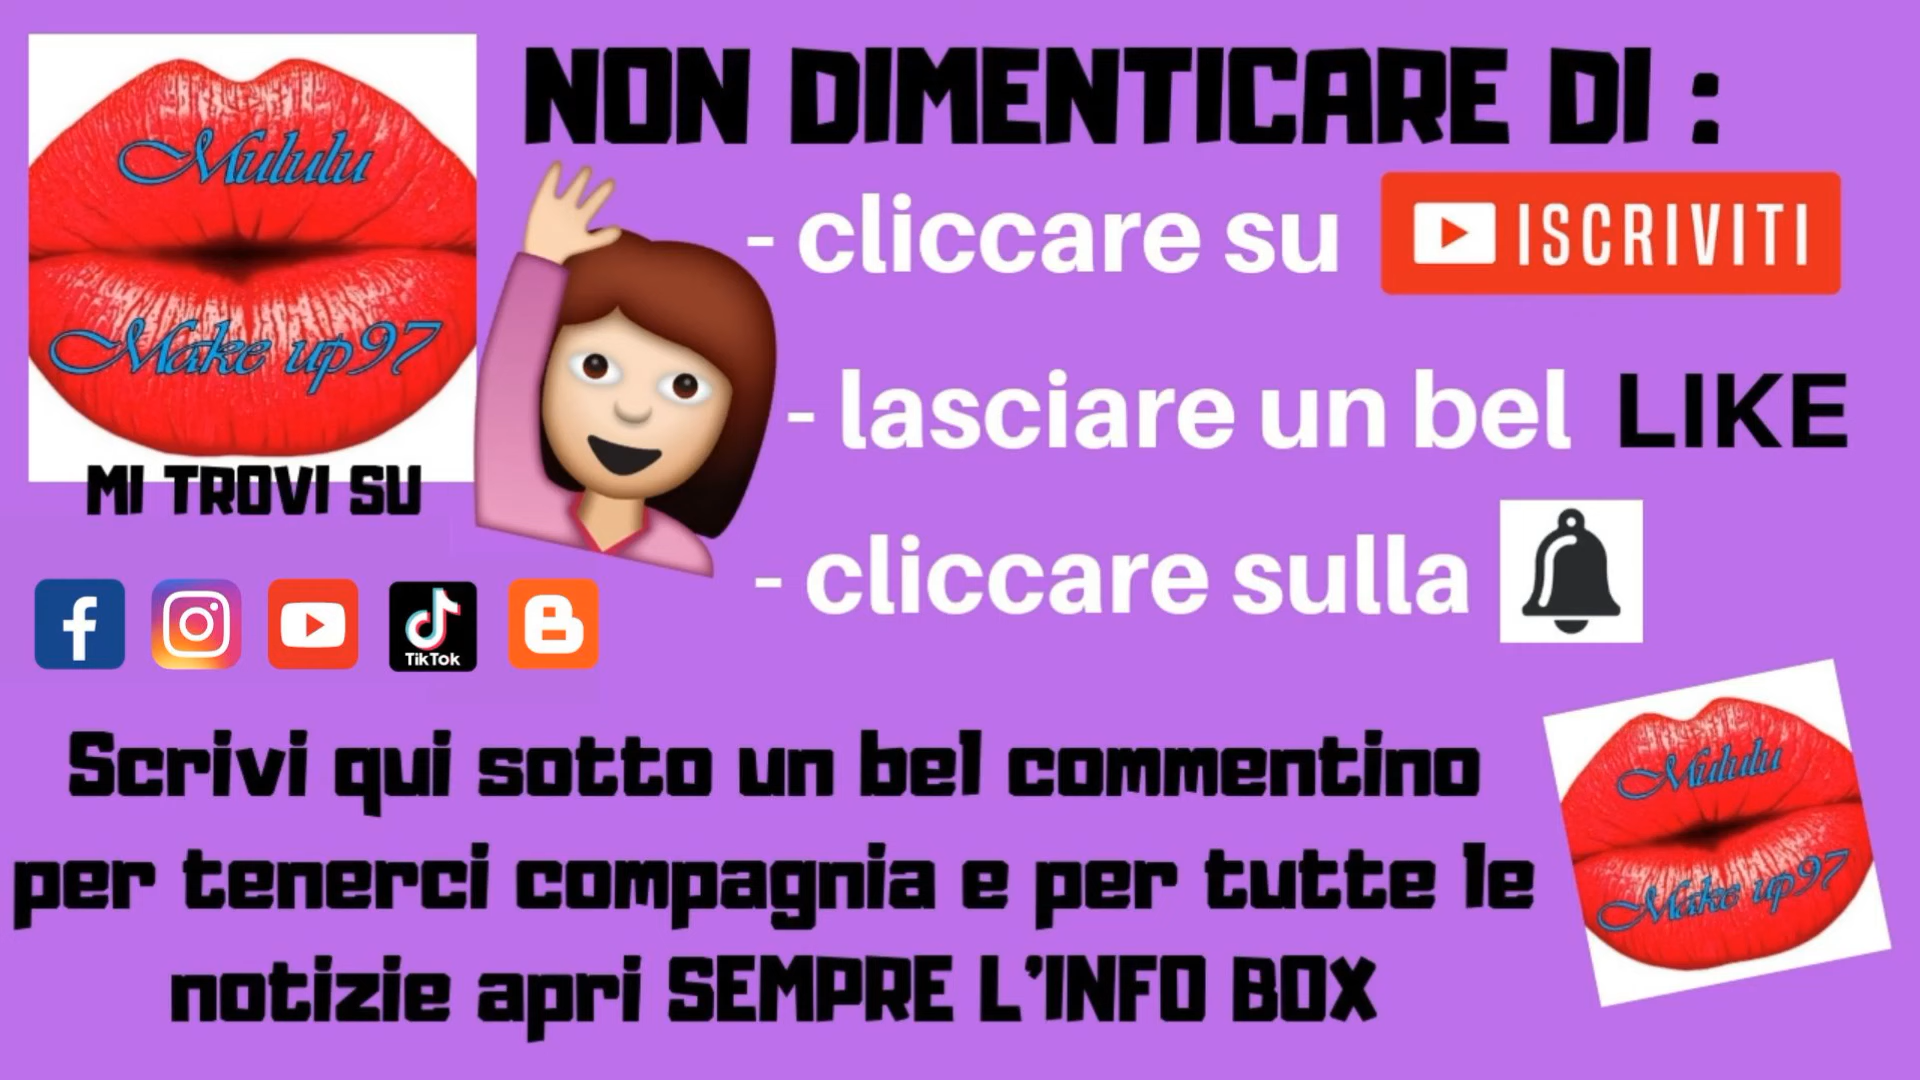 Mululu
Make up97
MI TROVI SU
TikTok
NON DIMENTICARE DI :
- cliccare su ISCRIVITI
- lasciare un bel LIKE
- cliccare sulla
Scrivi qui sotto un bel commentino
per tenerci compagnia e per tutte le
notizie apri SEMPRE L'INFO BOX
Mululu
Make up97